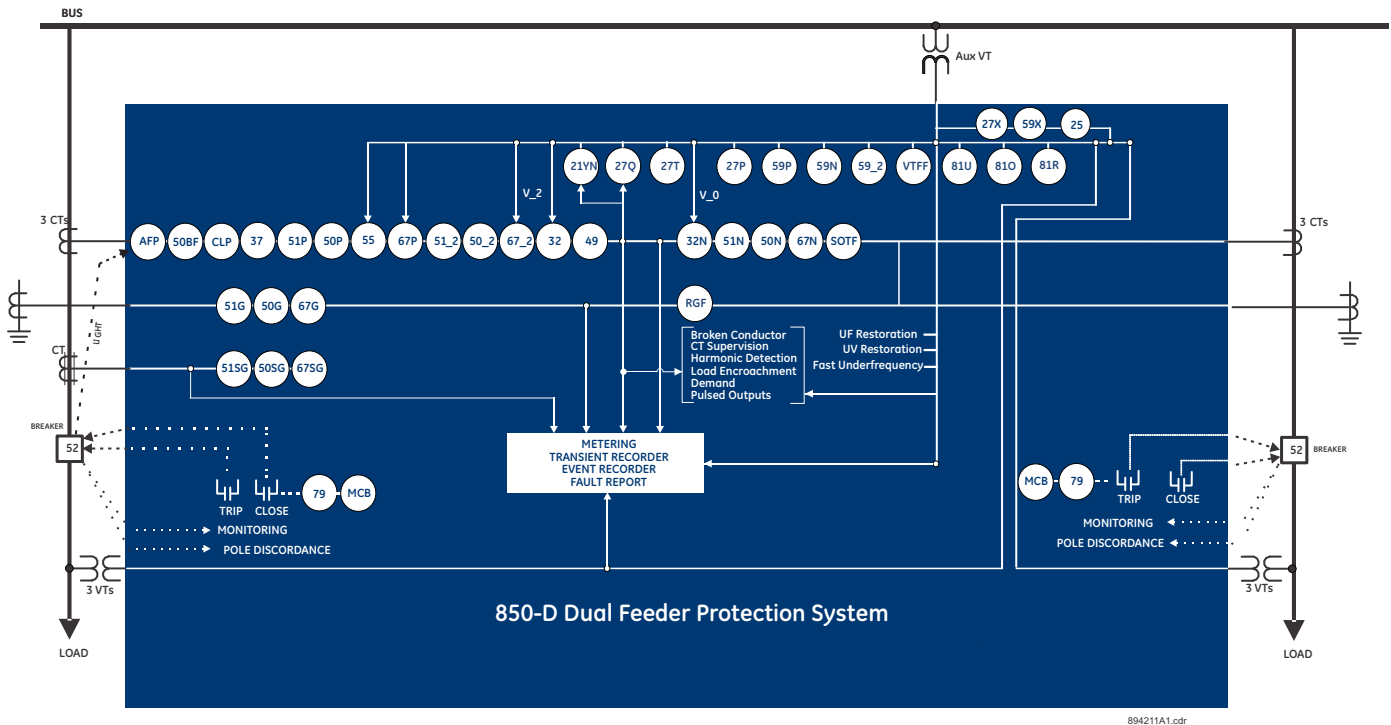 BUS
Aux VT
27X 59X 25
21YN 27Q 27T 27P 59P 59N 59_2 VTFF 81U 81O 81R
V_2 V_0
3 CTs 3 CTs
AFP 50BF CLP 37 51P 50P 55 67P 51_2 50_2 67_2 32 49 32N 51N 50N 67N SOTF
51G 50G 67G RGF
LIGHT
Broken Conductor
CT Supervision
Harmonic Detection
Load Encroachment
Demand
Pulsed Outputs
UF Restoration
UV Restoration
Fast Underfrequency
CT
51SG 50SG 67SG
BREAKER
52
METERING
TRANSIENT RECORDER
EVENT RECORDER
FAULT REPORT
52
BREAKER
79 MCB
TRIP CLOSE
MCB 79
TRIP CLOSE
MONITORING
POLE DISCORDANCE
MONITORING
POLE DISCORDANCE
3 VTs 3 VTs
850-D Dual Feeder Protection System
LOAD LOAD
894211A1.cdr